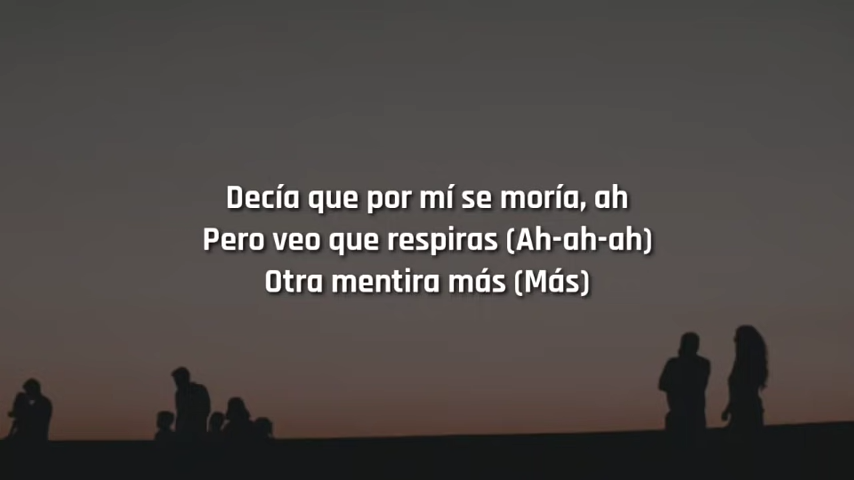 Decía que por mí se moría, ah
Pero veo que respiras (Ah-ah-ah)
Otra mentira más (Más)